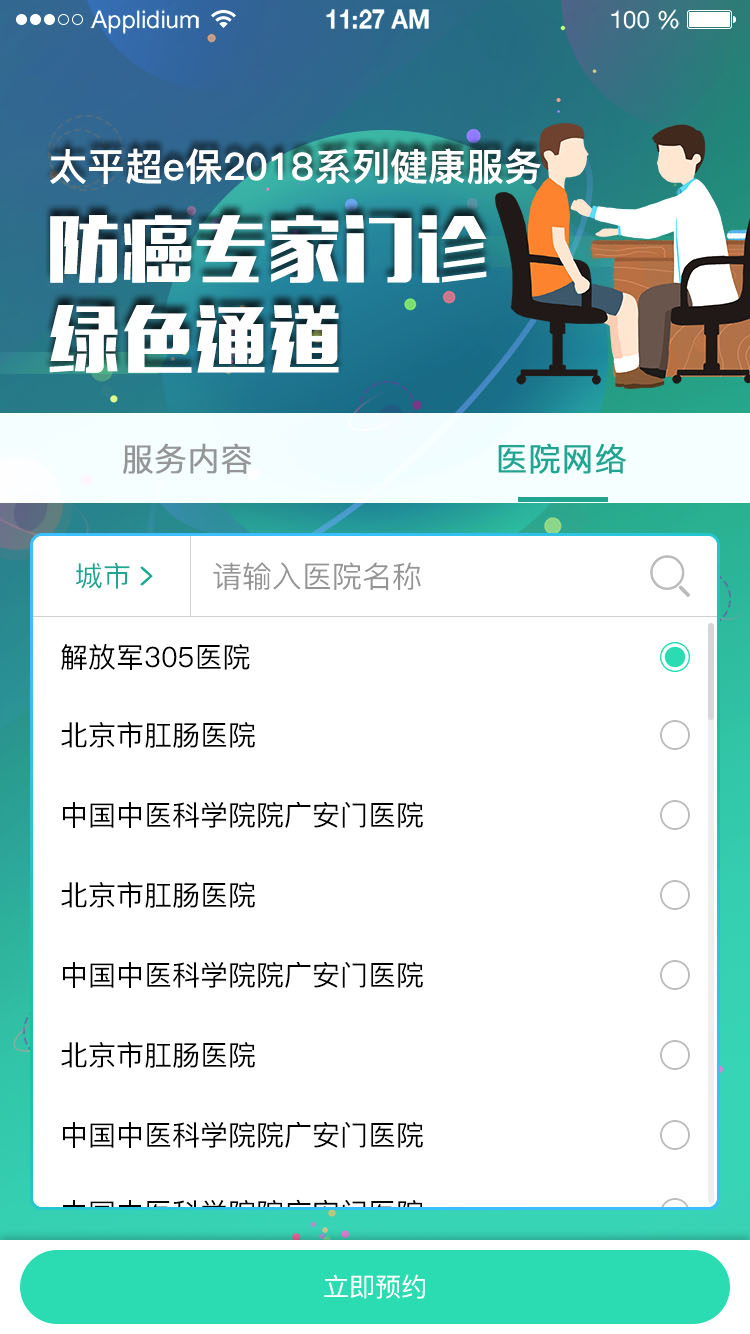 Applidium 11:27 AM 100 %
太平超e保2018系列健康服务
防癌专家门诊
绿色通道
服务内容 医院网络
城市 请输入医院名称
解放军305医院
北京市肛肠医院
中国中医科学院院广安门医院
北京市肛肠医院
中国中医科学院院广安门医院
北京市肛肠医院
中国中医科学院院广安门医院
立即预约